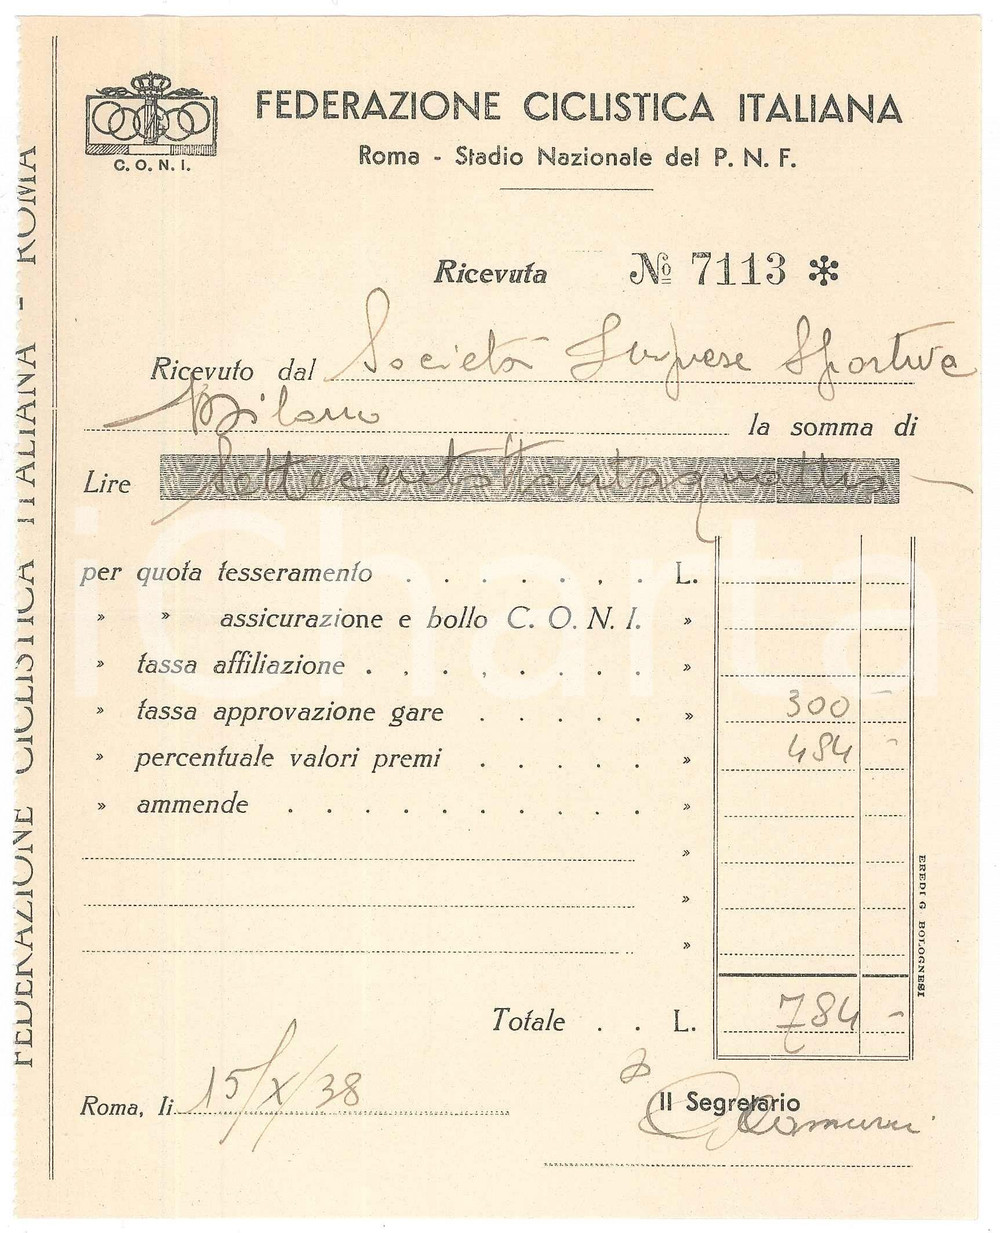 FEDERAZIONE CICLISTICA ITALIANA
C. O. N. I.
Roma - Stadio Nazionale del P. N. F.
Ricevuta No 7113
Ricevuto dal Società Sportiva
Milano la somma di
Lire Settecentottantaquattro
per quota tesseramento . . . . . . . L.
» » assicurazione e bollo C. O. N. I. »
» tassa affiliazione . . . . . . . . »
» tassa approvazione gare . . . . . » 300 -
» percentuale valori premi . . . . . » 484 -
» ammende . . . . . . . . . . »
»
»
»
Totale . . L. 784 -
Roma, li 15/X/38
Il Segretario
EREDI G BOLOGNESI
FEDERAZIONE CICLISTICA ITALIANA - ROMA
iCharta